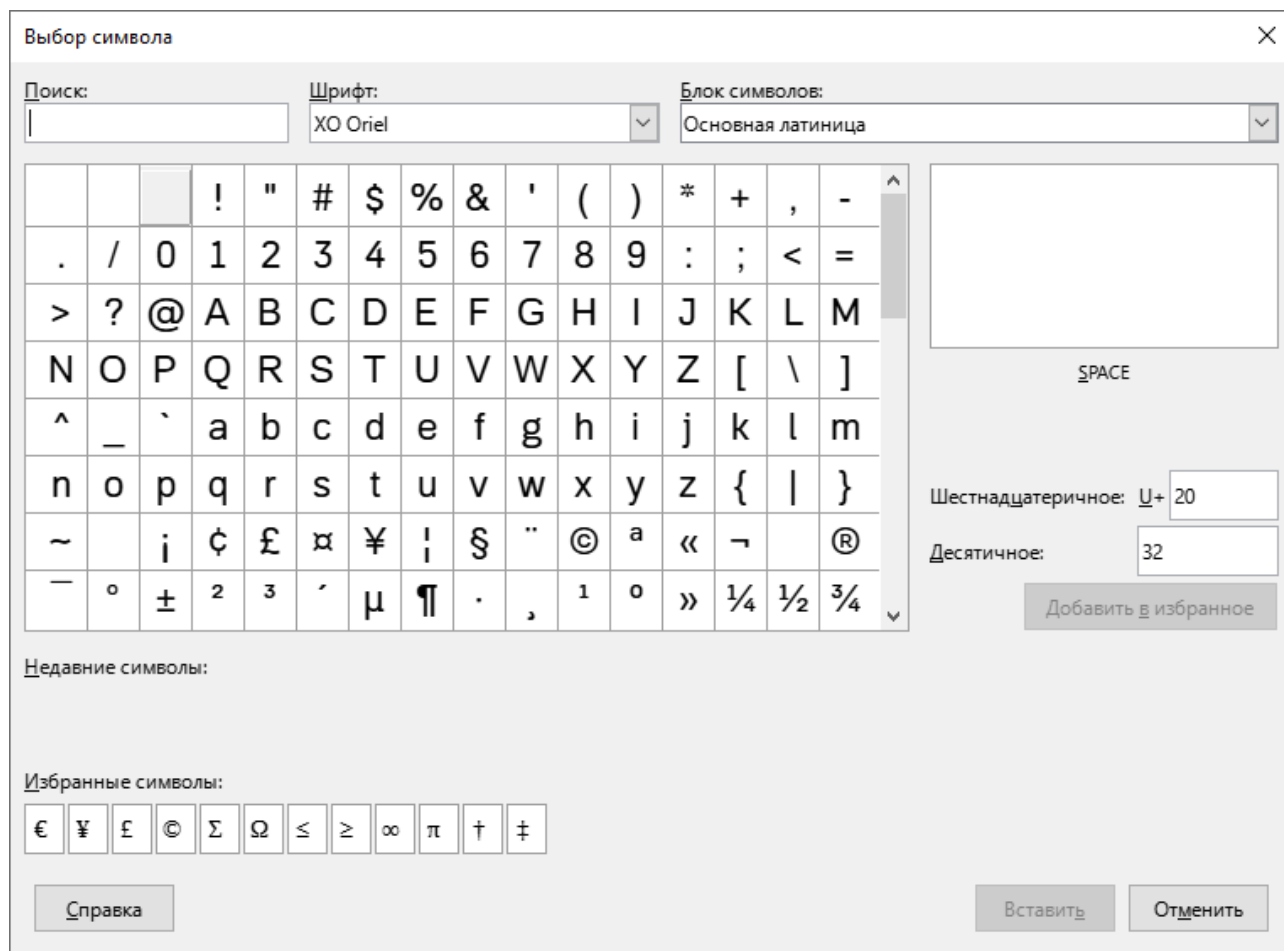 Выбор символа
Поиск: Шрифт: Блок символов:
XO Oriel Основная латиница
! " # $ % & ' ( ) * + , -
. / 0 1 2 3 4 5 6 7 8 9 : ; < =
> ? @ A B C D E F G H I J K L M
N O P Q R S T U V W X Y Z [ \ ]
^ _ ` a b c d e f g h i j k l m
n o p q r s t u v w x y z { | }
~ ¡ ¢ £ ¤ ¥ ¦ § ¨ © ª « ¬ ®
¯ ° ± ² ³ ´ µ ¶ · ¸ ¹ º » ¼ ½ ¾
SPACE
Шестнадцатеричное: U+ 20
Десятичное: 32
Добавить в избранное
Недавние символы:
Избранные символы:
€ ¥ £ © Σ Ω ≤ ≥ ∞ π † ‡
Справка Вставить Отменить